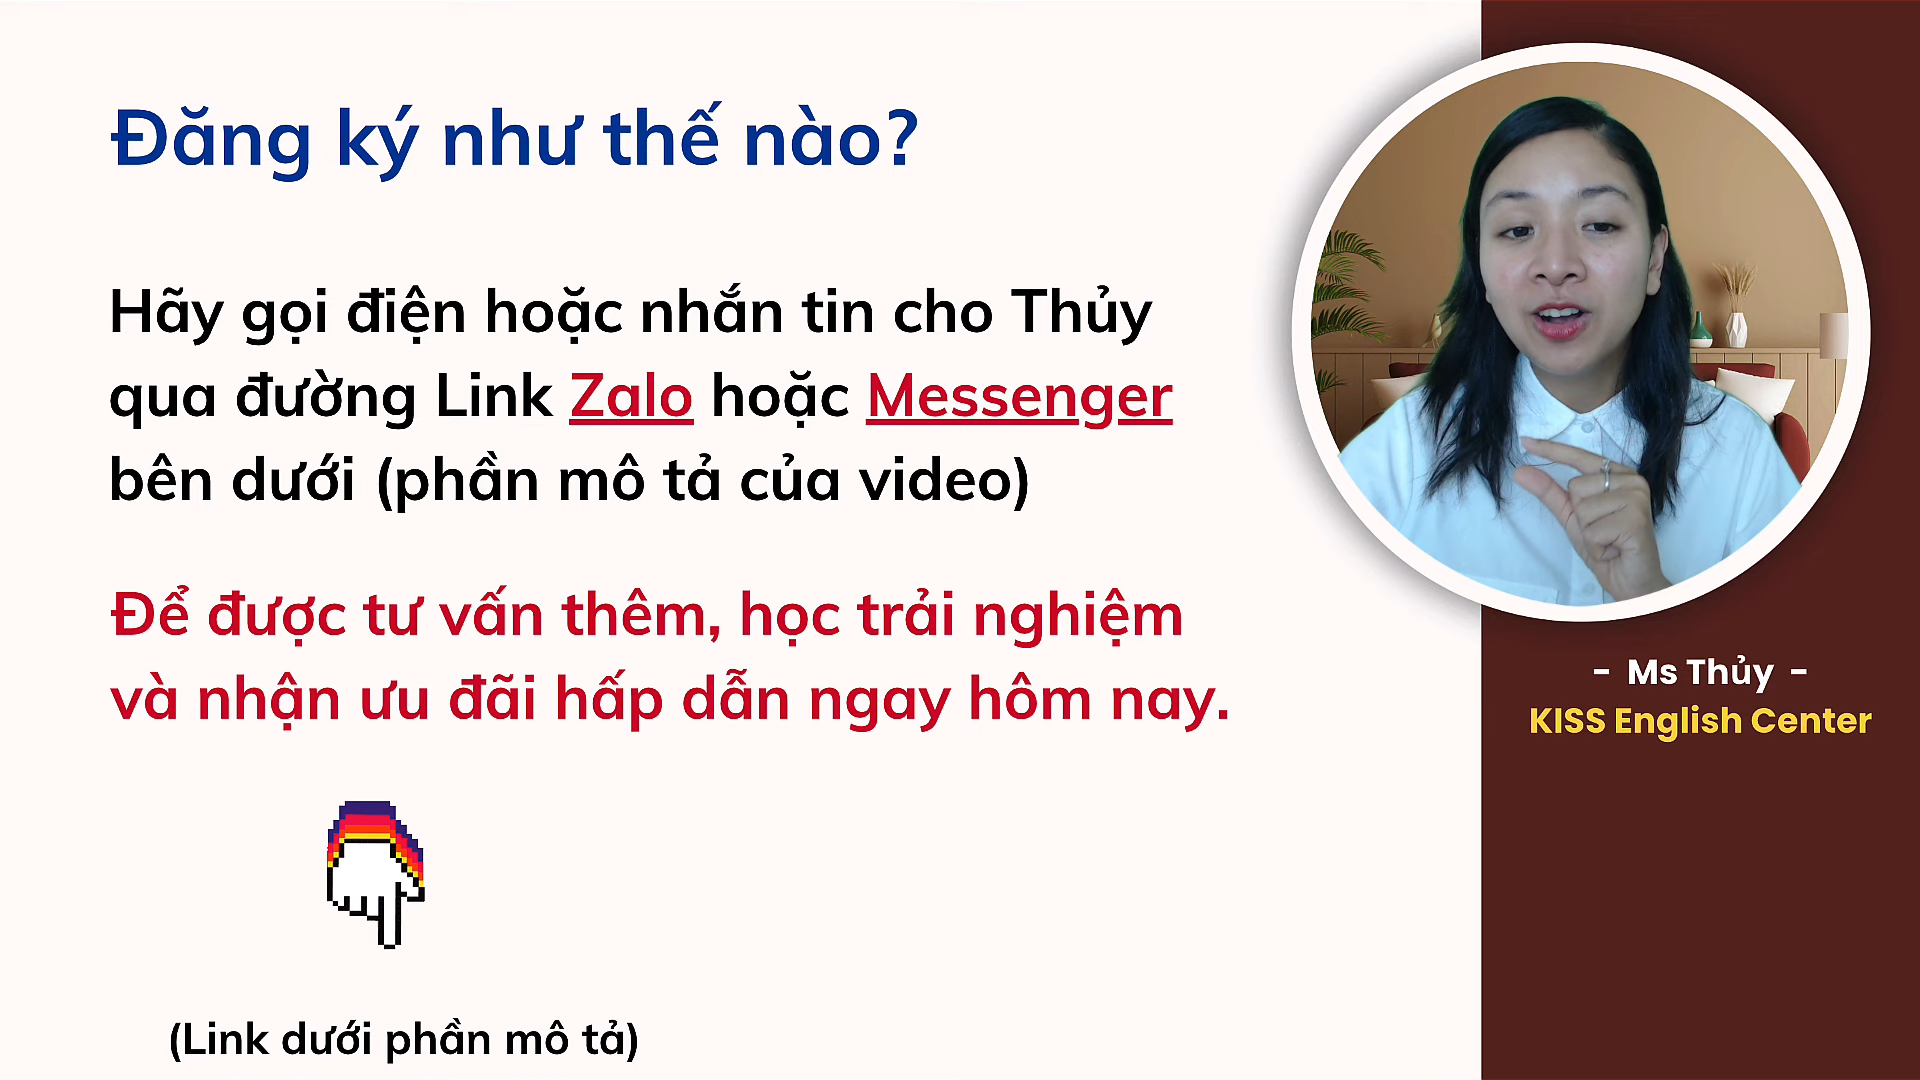 Đăng ký như thế nào?
Hãy gọi điện hoặc nhắn tin cho Thủy
qua đường Link Zalo hoặc Messenger
bên dưới (phần mô tả của video)
Để được tư vấn thêm, học trải nghiệm
và nhận ưu đãi hấp dẫn ngay hôm nay.
(Link dưới phần mô tả)
- Ms Thủy -
KISS English Center